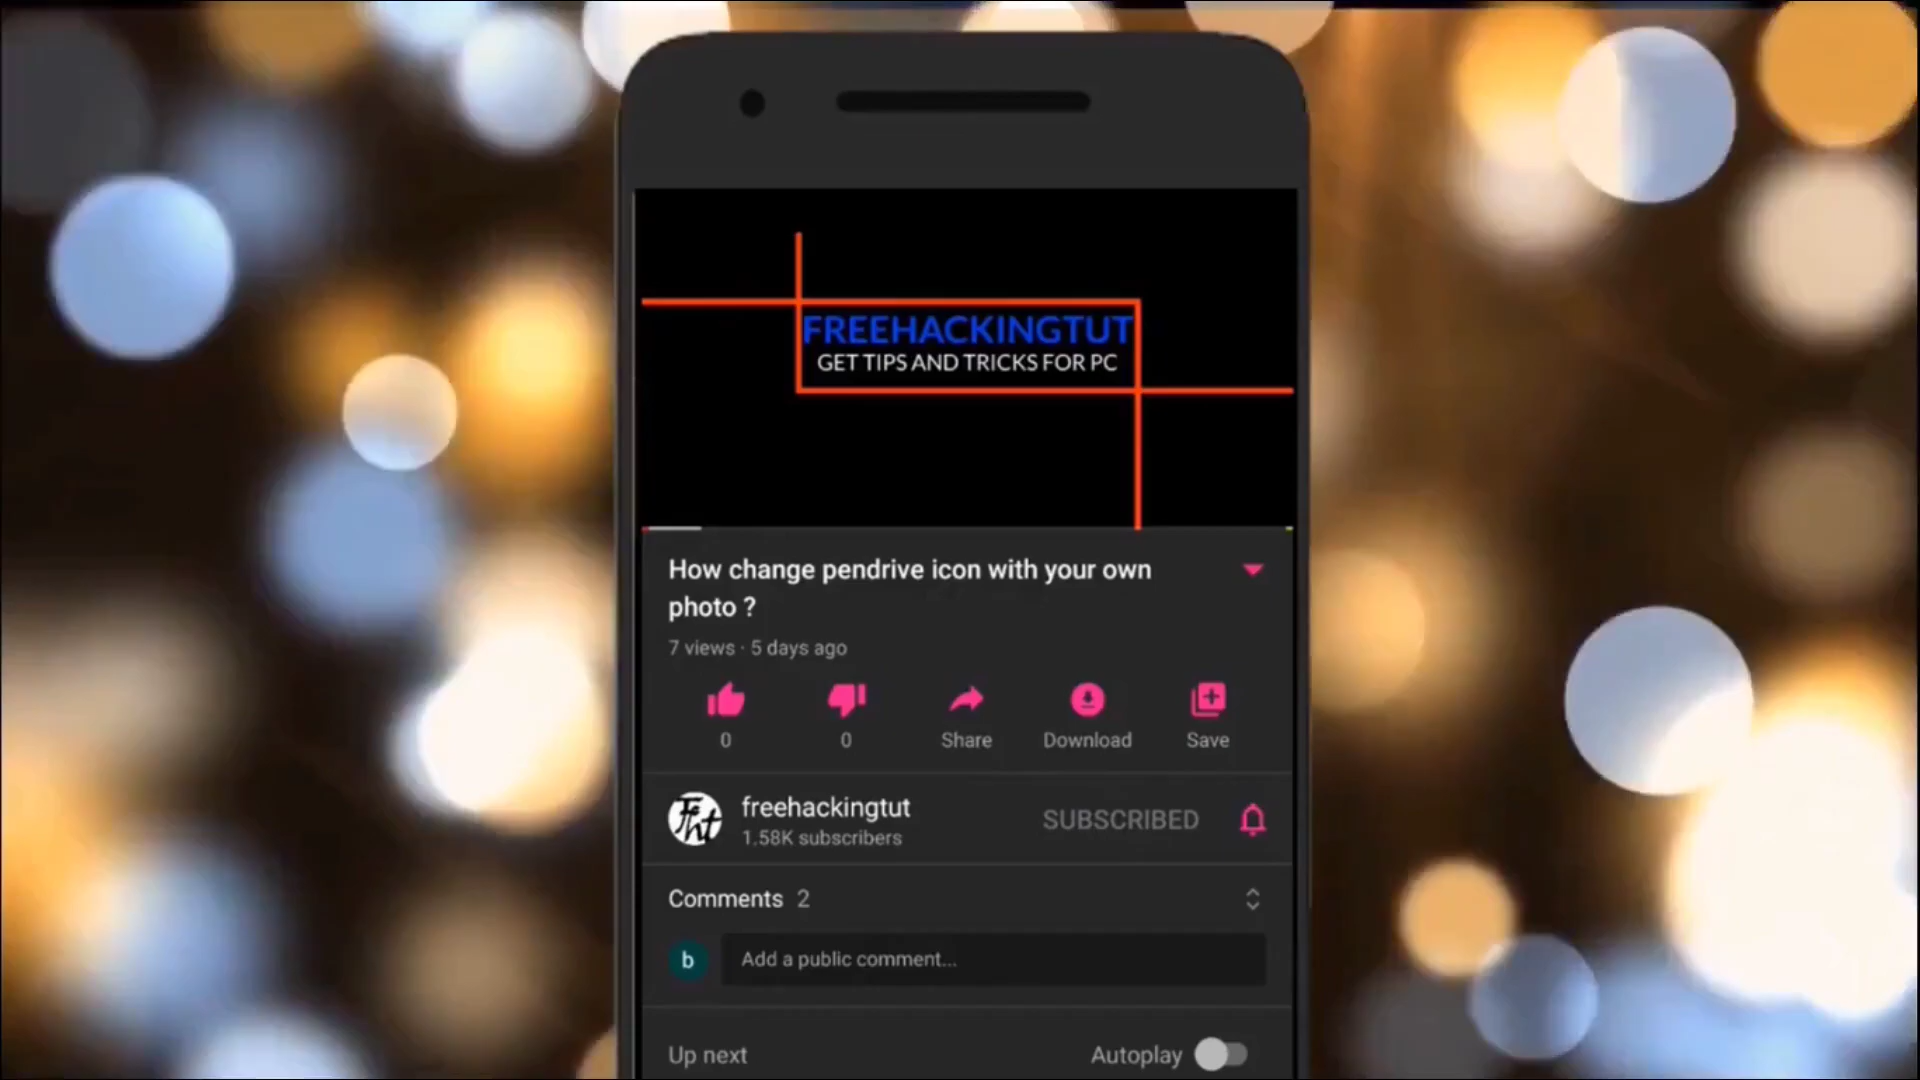 FREEHACKINGTUT
GET TIPS AND TRICKS FOR PC
How change pendrive icon with your own
photo ?
7 views · 5 days ago
0 0 Share Download Save
freehackingtut SUBSCRIBED
1.58K subscribers
Comments 2
b Add a public comment...
Up next Autoplay